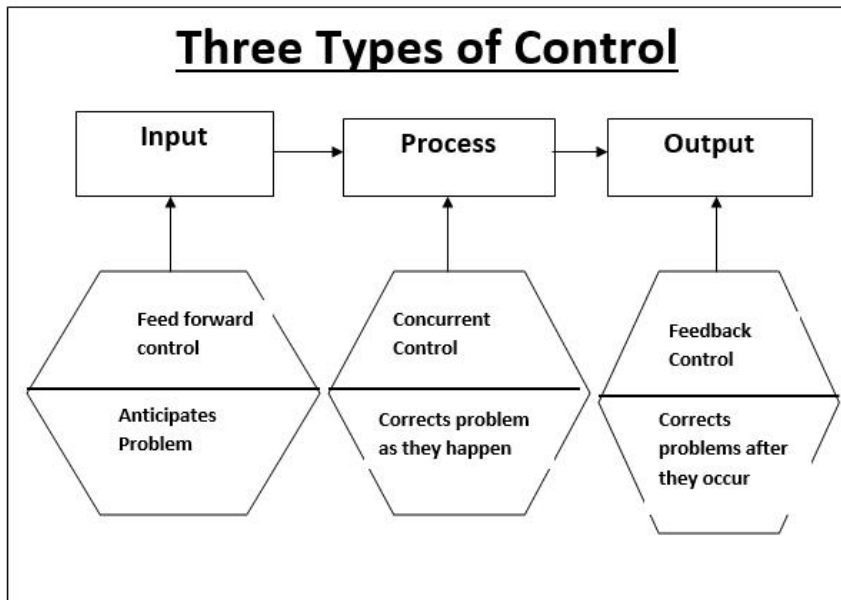 Three Types of Control
Input
Process
Output
Feed forward
control
Anticipates
Problem
Concurrent
Control
Corrects problem
as they happen
Feedback
Control
Corrects
problems after
they occur